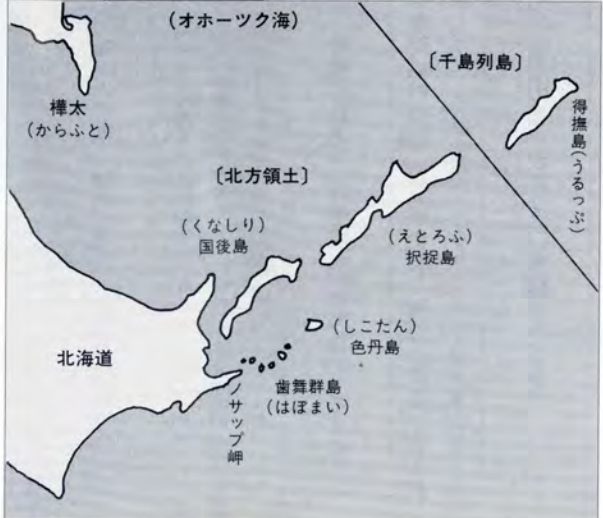 (オホーツク海)
〔千島列島〕
樺太
(からふと)
得撫島(うるっぷ)
〔北方領土〕
(くなしり)
国後島
(えとろふ)
択捉島
(しこたん)
色丹島
北海道
歯舞群島
(はぼまい)
ノサップ岬